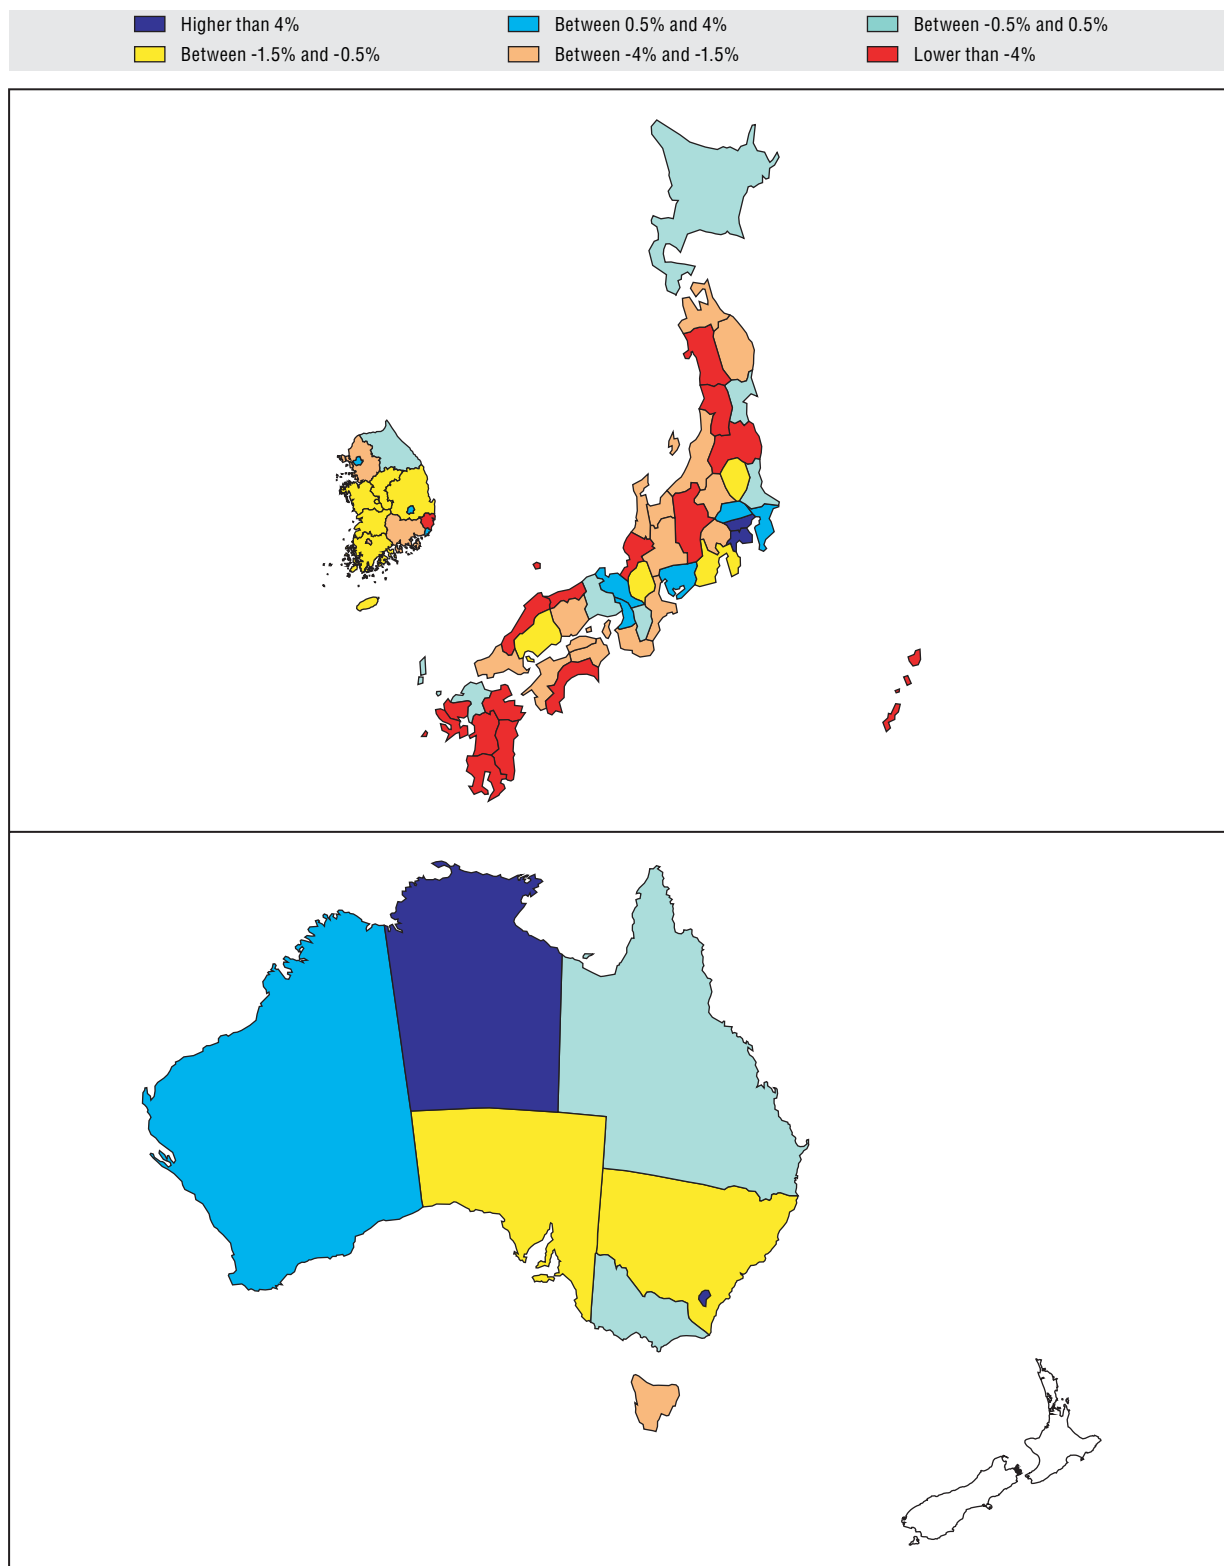 Higher than 4% Between 0.5% and 4% Between -0.5% and 0.5%
Between -1.5% and -0.5% Between -4% and -1.5% Lower than -4%